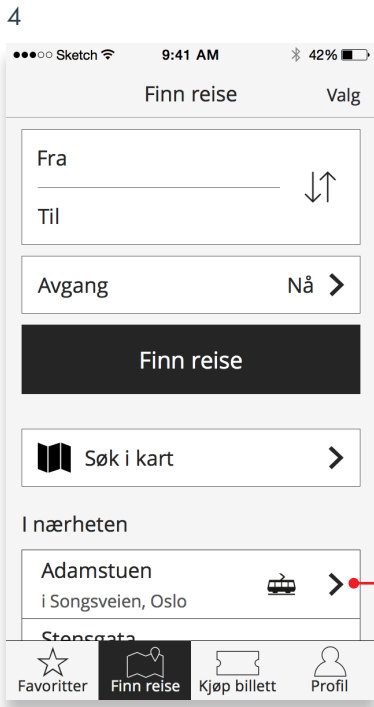 4
Sketch 9:41 AM 42%
Finn reise Valg
Fra
Til
Avgang Nå
Finn reise
Søk i kart
I nærheten
Adamstuen
i Songsveien, Oslo
Stensgata
Favoritter Finn reise Kjøp billett Profil